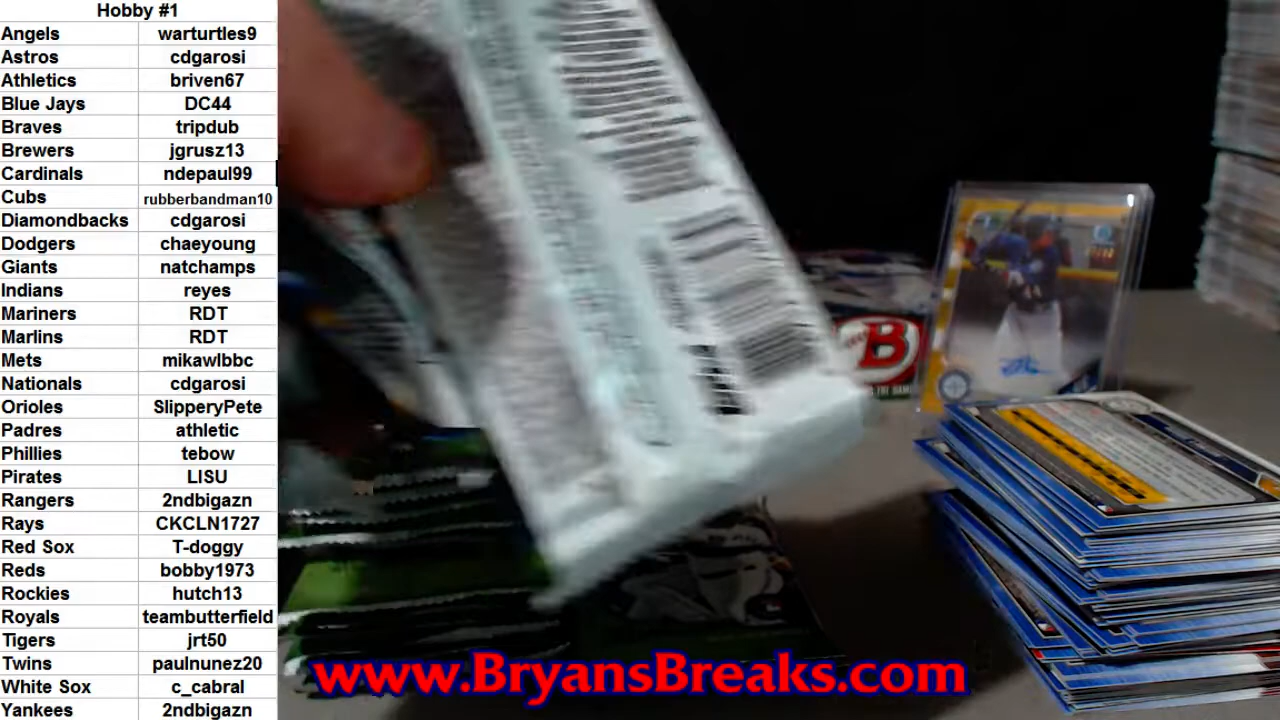 Hobby #1
Angels warturtles9
Astros cdgarosi
Athletics briven67
Blue Jays DC44
Braves tripdub
Brewers jgrusz13
Cardinals ndepaul99
Cubs rubberbandman10
Diamondbacks cdgarosi
Dodgers chaeyoung
Giants natchamps
Indians reyes
Mariners RDT
Marlins RDT
Mets mikawlbbc
Nationals cdgarosi
Orioles SlipperyPete
Padres athletic
Phillies tebow
Pirates LISU
Rangers 2ndbigazn
Rays CKCLN1727
Red Sox T-doggy
Reds bobby1973
Rockies hutch13
Royals teambutterfield
Tigers jrt50
Twins paulnunez20
White Sox c_cabral
Yankees 2ndbigazn
B
www.BryansBreaks.com